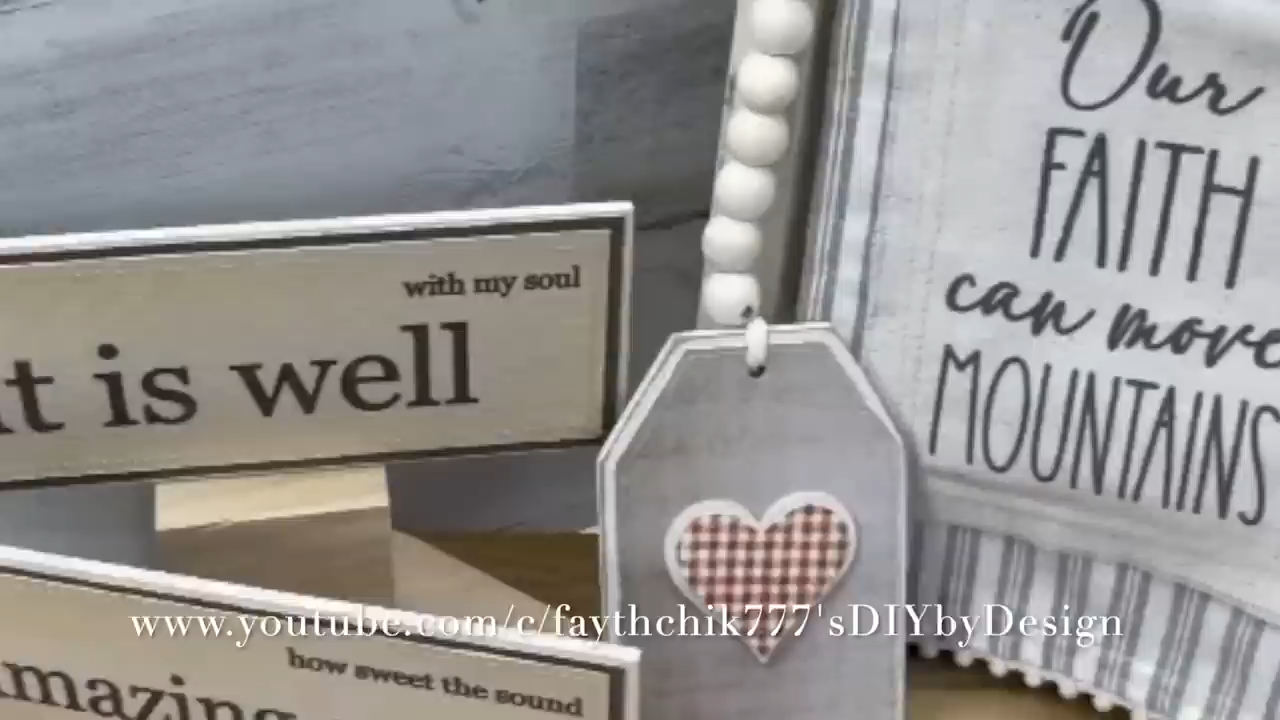 with my soul
t is well
Our
FAITH
can move
MOUNTAINS
www.youtube.com/c/faythchik777'sDIYbyDesign
how sweet the sound
mazing